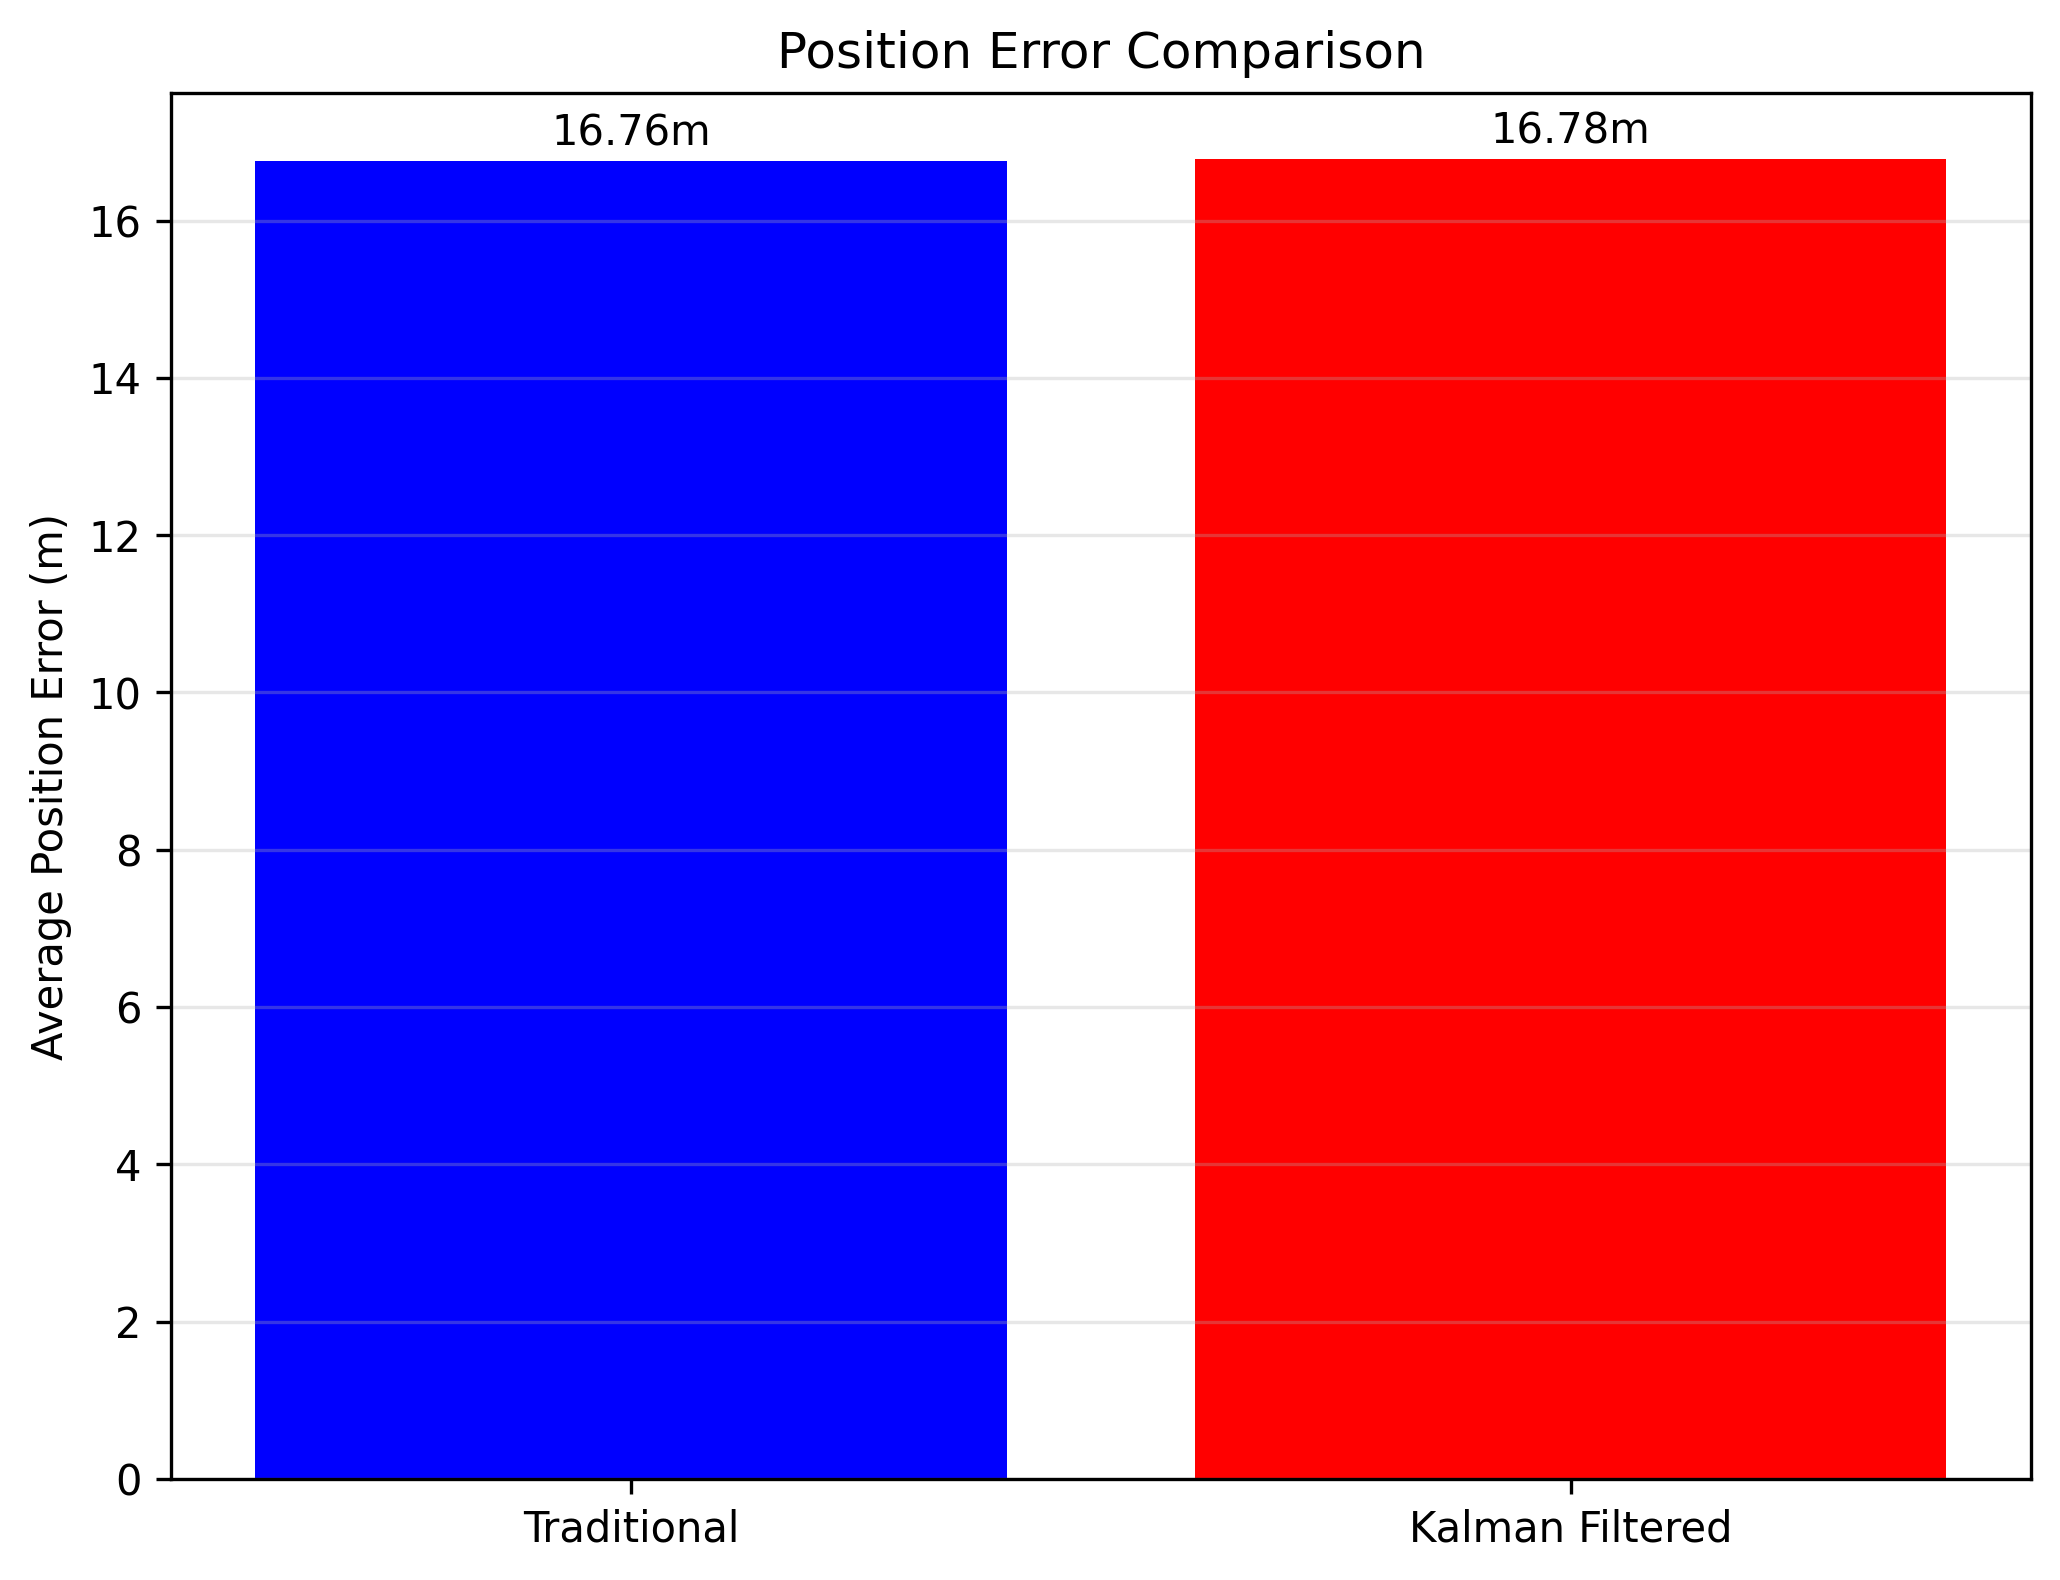 Position Error Comparison
16.76m
16.78m
Average Position Error (m)
16
14
12
10
8
6
4
2
0
Traditional
Kalman Filtered